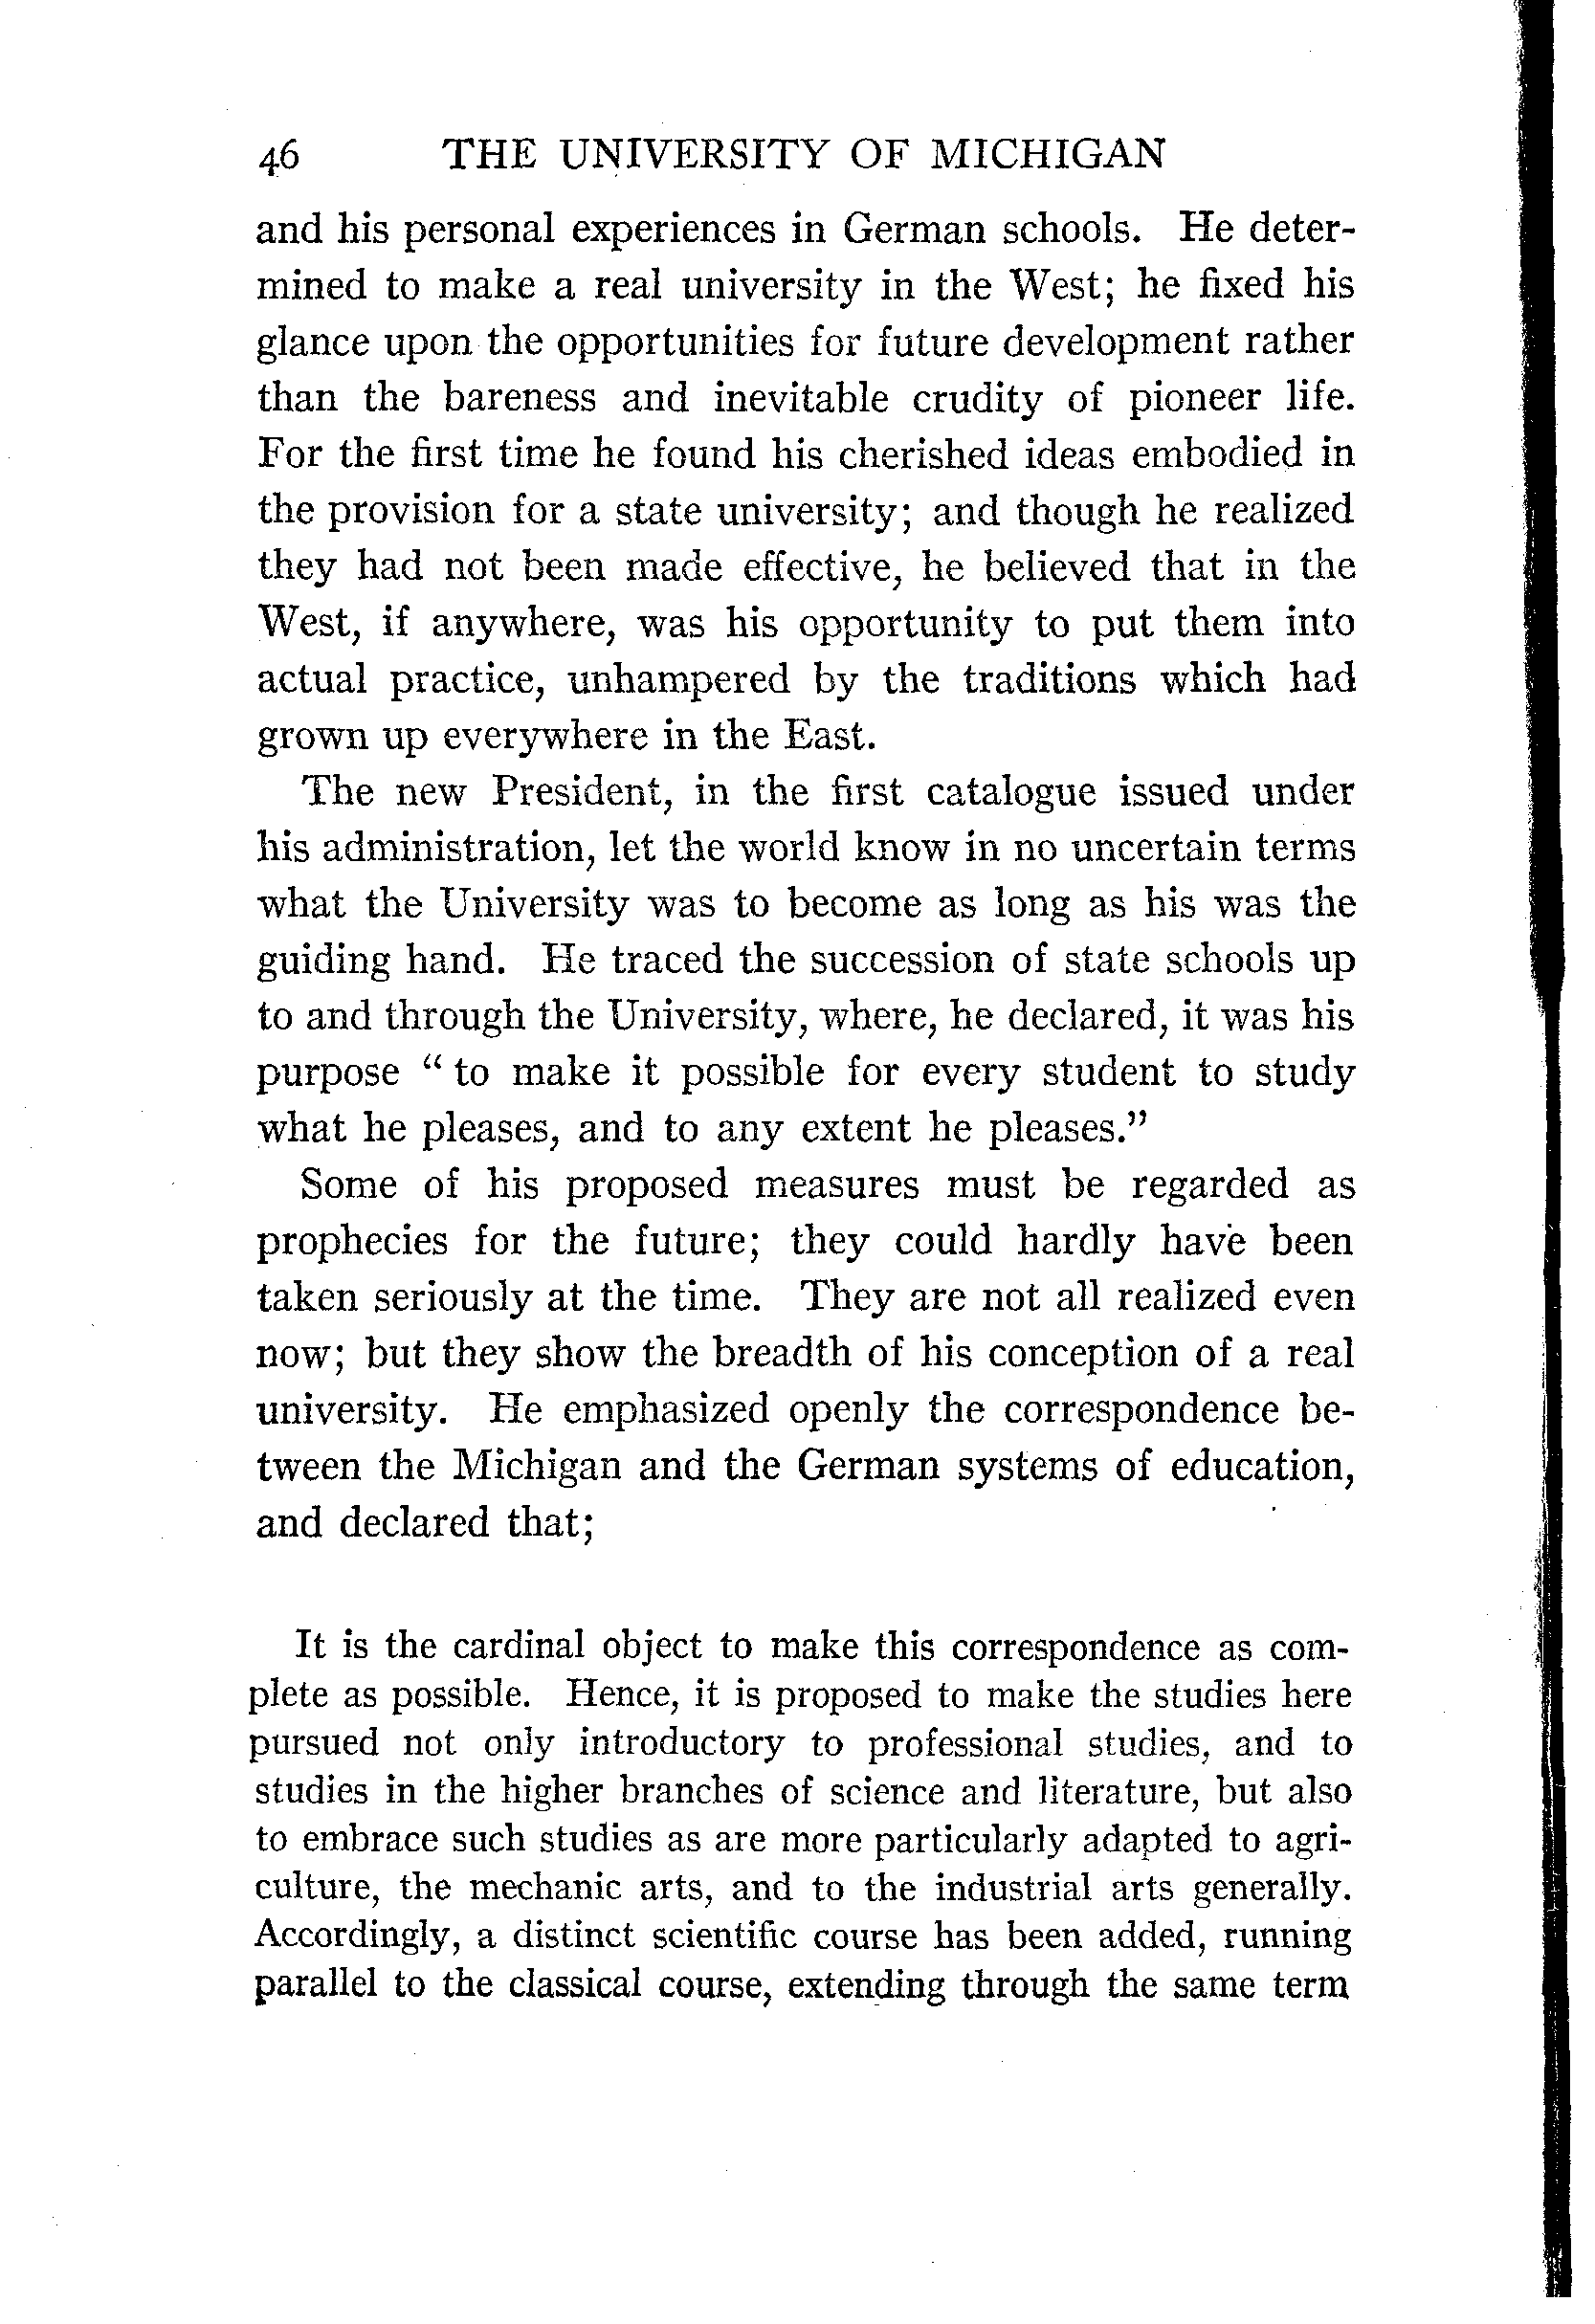 46 THE UNIVERSITY OF MICHIGAN
and his personal experiences in German schools. He deter-
mined to make a real university in the West; he fixed his
glance upon the opportunities for future development rather
than the bareness and inevitable crudity of pioneer life.
For the first time he found his cherished ideas embodied in
the provision for a state university; and though he realized
they had not been made effective, he believed that in the
West, if anywhere, was his opportunity to put them into
actual practice, unhampered by the traditions which had
grown up everywhere in the East.
The new President, in the first catalogue issued under
his administration, let the world know in no uncertain terms
what the University was to become as long as his was the
guiding hand. He traced the succession of state schools up
to and through the University, where, he declared, it was his
purpose “ to make it possible for every student to study
what he pleases, and to any extent he pleases.”
Some of his proposed measures must be regarded as
prophecies for the future; they could hardly have been
taken seriously at the time. They are not all realized even
now; but they show the breadth of his conception of a real
university. He emphasized openly the correspondence be-
tween the Michigan and the German systems of education,
and declared that;
It is the cardinal object to make this correspondence as com-
plete as possible. Hence, it is proposed to make the studies here
pursued not only introductory to professional studies, and to
studies in the higher branches of science and literature, but also
to embrace such studies as are more particularly adapted to agri-
culture, the mechanic arts, and to the industrial arts generally.
Accordingly, a distinct scientific course has been added, running
parallel to the classical course, extending through the same term